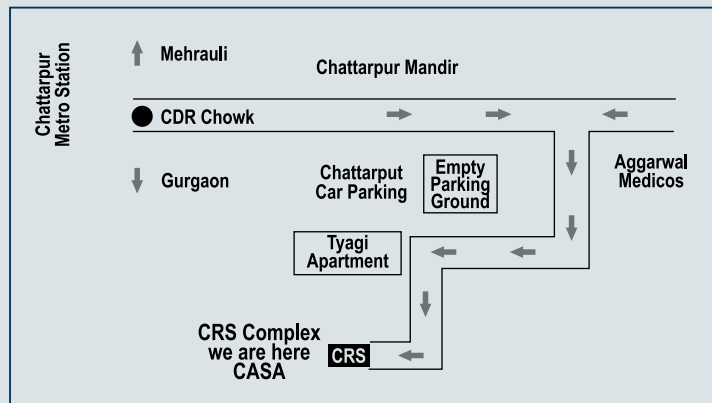 Chattarpur
Metro Station
Mehrauli
Chattarpur Mandir
CDR Chowk
Gurgaon
Chattarput
Car Parking
Empty
Parking
Ground
Aggarwal
Medicos
Tyagi
Apartment
CRS Complex
we are here
CASA
CRS